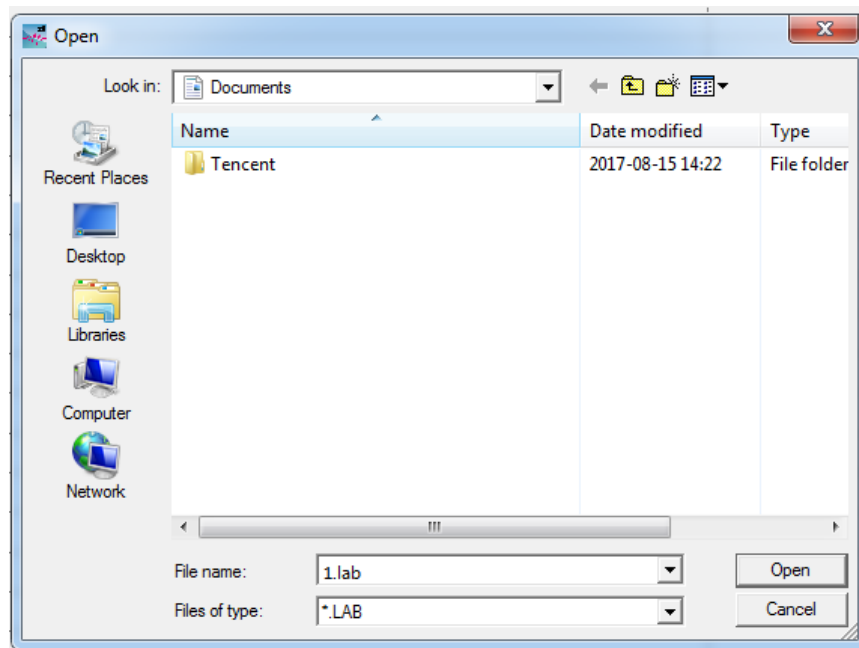 Open
Look in: Documents
Name Date modified Type
Tencent 2017-08-15 14:22 File folder
Recent Places
Desktop
Libraries
Computer
Network
File name: 1.lab Open
Files of type: *.LAB Cancel